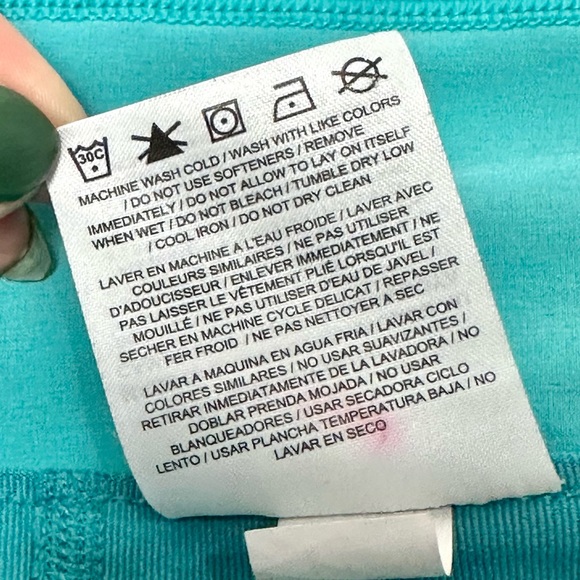 30C
MACHINE WASH COLD / WASH WITH LIKE COLORS
/ DO NOT USE SOFTENERS / REMOVE
IMMEDIATELY / DO NOT ALLOW TO LAY ON ITSELF
WHEN WET / DO NOT BLEACH / TUMBLE DRY LOW
/ COOL IRON / DO NOT DRY CLEAN
LAVER EN MACHINE À L'EAU FROIDE / LAVER AVEC
COULEURS SIMILAIRES / NE PAS UTILISER
D'ADOUCISSEUR / ENLEVER IMMEDIATEMENT / NE
PAS LAISSER LE VÊTEMENT PLIÉ LORSQU'IL EST
MOUILLÉ / NE PAS UTILISER D'EAU DE JAVEL /
SECHER EN MACHINE CYCLE DELICAT / REPASSER
FER FROID / NE PAS NETTOYER A SEC
LAVAR A MAQUINA EN AGUA FRIA / LAVAR CON
COLORES SIMILARES / NO USAR SUAVIZANTES /
RETIRAR INMEDIATAMENTE DE LA LAVADORA / NO
DOBLAR PRENDA MOJADA / NO USAR
BLANQUEADORES / USAR SECADORA CICLO
LENTO / USAR PLANCHA TEMPERATURA BAJA / NO
LAVAR EN SECO